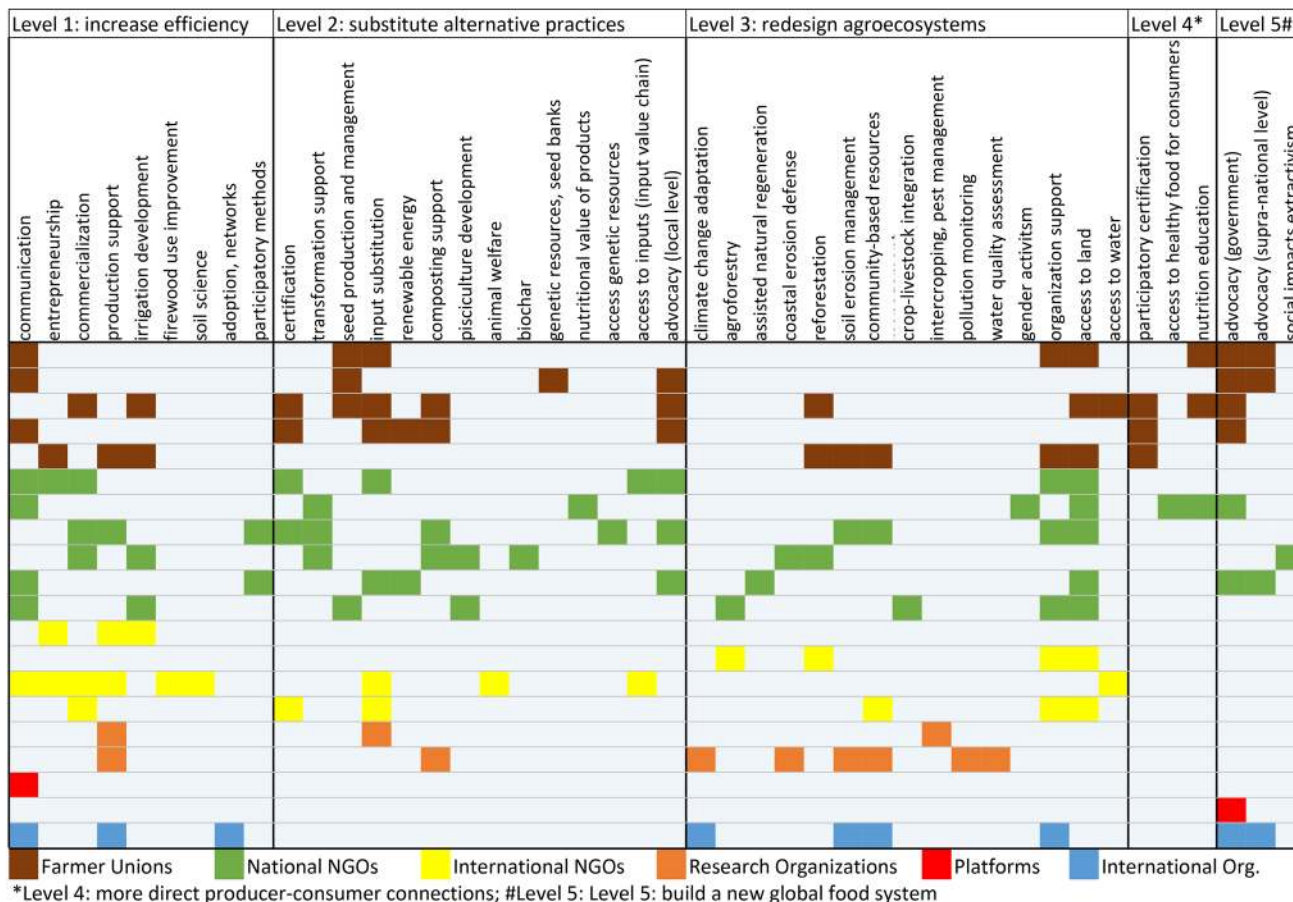 Level 1: increase efficiency
Level 2: substitute alternative practices
Level 3: redesign agroecosystems
Level 4*
Level 5#
communication
entrepreneurship
commercialization
production support
irrigation development
firewood use improvement
soil science
adoption, networks
participatory methods
certification
transformation support
seed production and management
input substitution
renewable energy
composting support
pisciculture development
animal welfare
biochar
genetic resources, seed banks
nutritional value of products
access genetic resources
access to inputs (input value chain)
advocacy (local level)
climate change adaptation
agroforestry
assisted natural regeneration
coastal erosion defense
reforestation
soil erosion management
community-based resources
crop-livestock integration
intercropping, pest management
pollution monitoring
water quality assessment
gender activitsm
organization support
access to land
access to water
participatory certification
access to healthy food for consumers
nutrition education
advocacy (government)
advocacy (supra-national level)
social impacts extractivism
Farmer Unions
National NGOs
International NGOs
Research Organizations
Platforms
International Org.
*Level 4: more direct producer-consumer connections; #Level 5: Level 5: build a new global food system